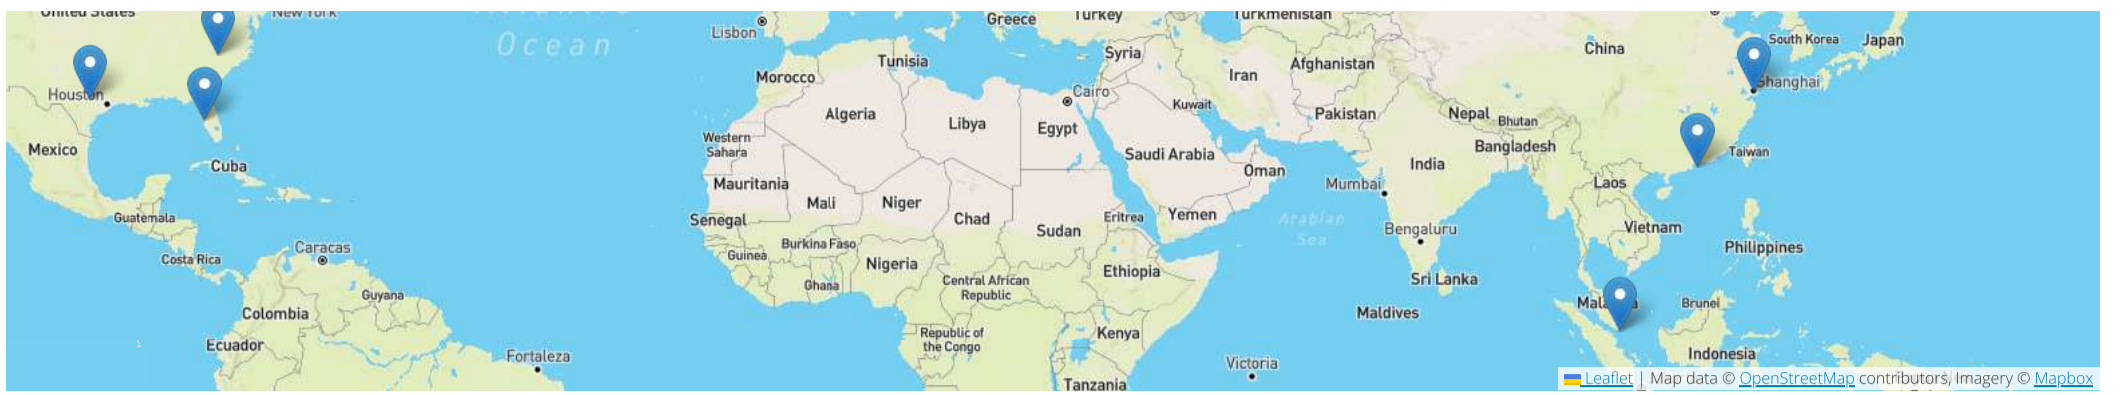 United States
New York
Ocean
Lisbon
Greece
Turkey
Turkmenistan
China
South Korea
Japan
Syria
Tunisia
Morocco
Iran
Afghanistan
Houston
Cairo
Kuwait
Shanghai
Algeria
Libya
Egypt
Pakistan
Nepal
Bhutan
Western
Sahara
Mexico
Cuba
Saudi Arabia
Oman
India
Bangladesh
Taiwan
Mauritania
Mali
Niger
Chad
Mumbai
Laos
Guatemala
Senegal
Sudan
Eritrea
Yemen
Arabian
Sea
Bengaluru
Vietnam
Philippines
Caracas
Costa Rica
Burkina Faso
Guinea
Nigeria
Ethiopia
Ghana
Central African
Republic
Sri Lanka
Guyana
Colombia
Maldives
Brunei
Ecuador
Republic of
the Congo
Kenya
Indonesia
Fortaleza
Victoria
Tanzania
Leaflet | Map data © OpenStreetMap contributors, Imagery © Mapbox